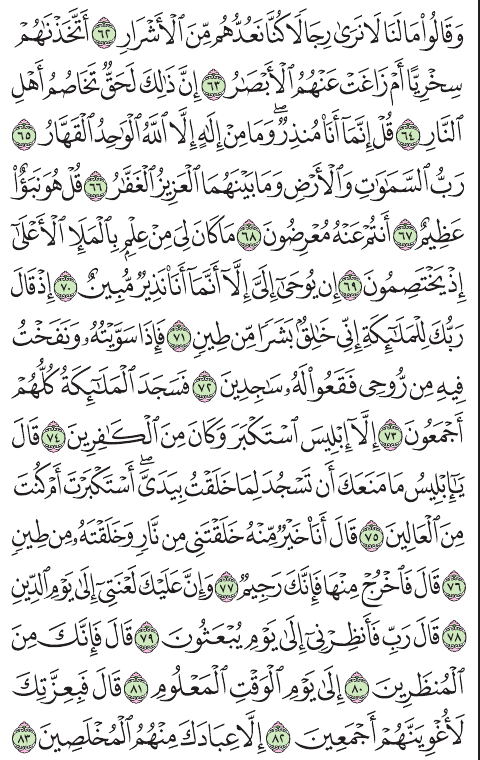 وَقَالُواْ مَا لَنَا لَا نَرَىٰ رِجَالًا كُنَّا نَعُدُّهُم مِّنَ ٱلْأَشْرَارِ ٦٢ أَتَّخَذْنَٰهُمْ
سِخْرِيًّا أَمْ زَاغَتْ عَنْهُمُ ٱلْأَبْصَٰرُ ٦٣ إِنَّ ذَٰلِكَ لَحَقٌّ تَخَاصُمُ أَهْلِ
ٱلنَّارِ ٦٤ قُلْ إِنَّمَآ أَنَا۠ مُنذِرٌ ۖ وَمَا مِنْ إِلَٰهٍ إِلَّا ٱللَّهُ ٱلْوَٰحِدُ ٱلْقَهَّارُ ٦٥
رَبُّ ٱلسَّمَٰوَٰتِ وَٱلْأَرْضِ وَمَا بَيْنَهُمَا ٱلْعَزِيزُ ٱلْغَفَّٰرُ ٦٦ قُلْ هُوَ نَبَؤٌاْ
عَظِيمٌ ٦٧ أَنتُمْ عَنْهُ مُعْرِضُونَ ٦٨ مَا كَانَ لِيَ مِنْ عِلْمٍۭ بِٱلْمَلَإِ ٱلْأَعْلَىٰٓ
إِذْ يَخْتَصِمُونَ ٦٩ إِن يُوحَىٰٓ إِلَىَّ إِلَّآ أَنَّمَآ أَنَا۠ نَذِيرٌ مُّبِينٌ ٧٠ إِذْ قَالَ
رَبُّكَ لِلْمَلَٰٓئِكَةِ إِنِّى خَٰلِقٌۢ بَشَرًا مِّن طِينٍ ٧١ فَإِذَا سَوَّيْتُهُۥ وَنَفَخْتُ
فِيهِ مِن رُّوحِى فَقَعُواْ لَهُۥ سَٰجِدِينَ ٧٢ فَسَجَدَ ٱلْمَلَٰٓئِكَةُ كُلُّهُمْ
أَجْمَعُونَ ٧٣ إِلَّآ إِبْلِيسَ ٱسْتَكْبَرَ وَكَانَ مِنَ ٱلْكَٰفِرِينَ ٧٤ قَالَ
يَٰٓإِبْلِيسُ مَا مَنَعَكَ أَن تَسْجُدَ لِمَا خَلَقْتُ بِيَدَىَّ ۖ أَسْتَكْبَرْتَ أَمْ كُنتَ
مِنَ ٱلْعَالِينَ ٧٥ قَالَ أَنَا۠ خَيْرٌ مِّنْهُ خَلَقْتَنِى مِن نَّارٍ وَخَلَقْتَهُۥ مِن طِينٍ
٧٦ قَالَ فَٱخْرُجْ مِنْهَا فَإِنَّكَ رَجِيمٌ ٧٧ وَإِنَّ عَلَيْكَ لَعْنَتِىٓ إِلَىٰ يَوْمِ ٱلدِّينِ
٧٨ قَالَ رَبِّ فَأَنظِرْنِىٓ إِلَىٰ يَوْمِ يُبْعَثُونَ ٧٩ قَالَ فَإِنَّكَ مِنَ
ٱلْمُنظَرِينَ ٨٠ إِلَىٰ يَوْمِ ٱلْوَقْتِ ٱلْمَعْلُومِ ٨١ قَالَ فَبِعِزَّتِكَ
لَأُغْوِيَنَّهُمْ أَجْمَعِينَ ٨٢ إِلَّا عِبَادَكَ مِنْهُمُ ٱلْمُخْلَصِينَ ٨٣